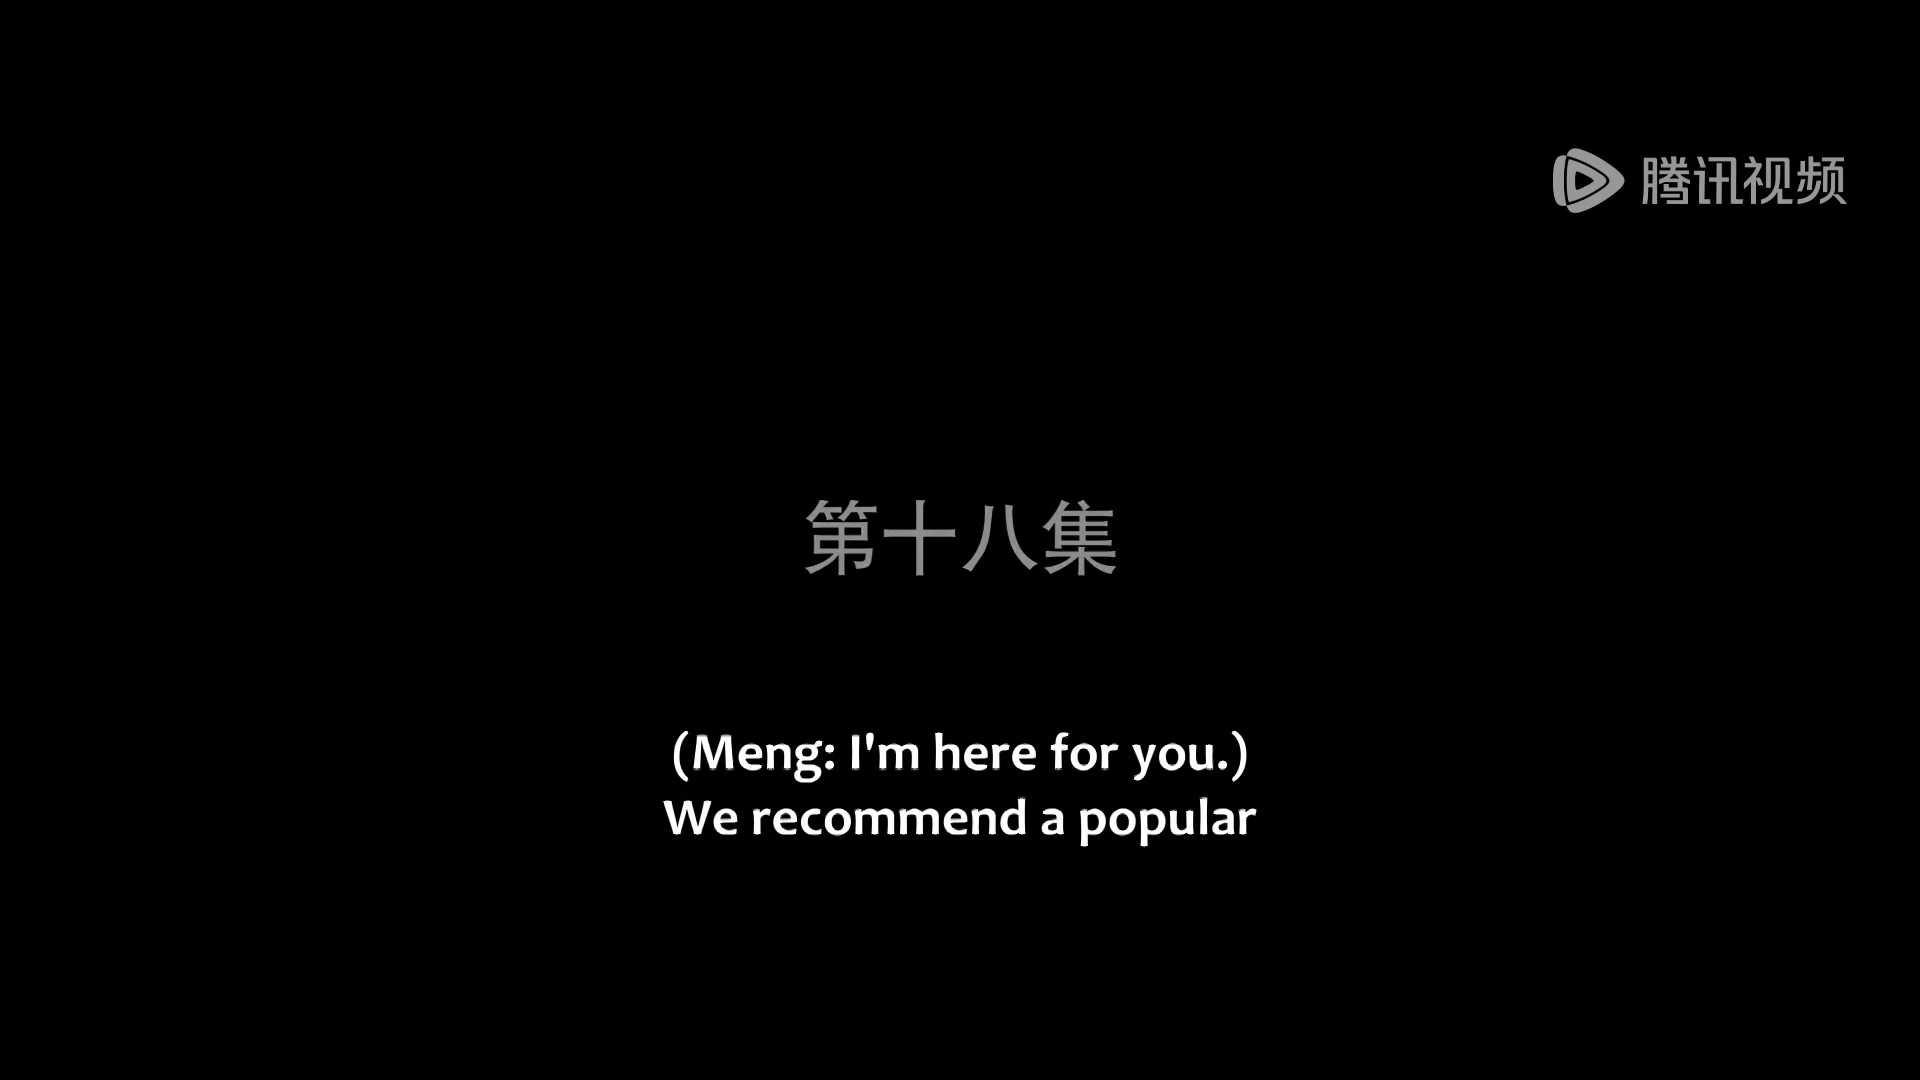 腾讯视频
第十八集
(Meng: I'm here for you.)
We recommend a popular